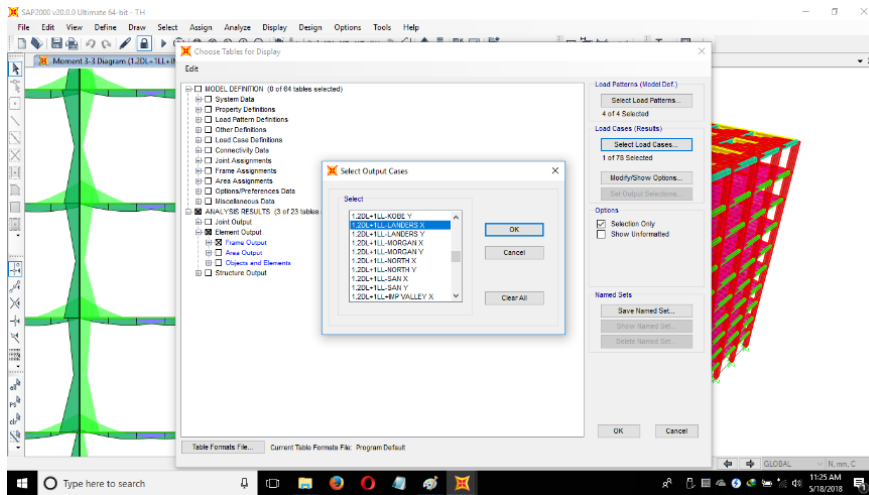 SAP2000 v20.0.0 Ultimate 64-bit - TH
File Edit View Define Draw Select Assign Analyze Display Design Options Tools Help
Moment 3-3 Diagram (1.2DL+1LL+I
Choose Tables for Display
Edit
MODEL DEFINITION (0 of 64 tables selected)
System Data
Property Definitions
Load Pattern Definitions
Other Definitions
Load Case Definitions
Connectivity Data
Joint Assignments
Frame Assignments
Area Assignments
Options/Preferences Data
Miscellaneous Data
ANALYSIS RESULTS (3 of 23 tables
Joint Output
Element Output
Frame Output
Area Output
Objects and Elements
Structure Output
Table Formats File...
Current Table Formats File: Program Default
Select Output Cases
Select
1.2DL+1LL-KOBE Y
1.2DL+1LL-LANDERS X
1.2DL+1LL-LANDERS Y
1.2DL+1LL-MORGAN X
1.2DL+1LL-MORGAN Y
1.2DL+1LL-NORTH X
1.2DL+1LL-NORTH Y
1.2DL+1LL-SAN X
1.2DL+1LL-SAN Y
1.2DL+1LL+IMP VALLEY X
OK
Cancel
Clear All
Load Patterns (Model Def.)
Select Load Patterns...
4 of 4 Selected
Load Cases (Results)
Select Load Cases...
1 of 78 Selected
Modify/Show Options...
Set Output Selections...
Options
Selection Only
Show Unformatted
Named Sets
Save Named Set...
Show Named Set...
Delete Named Set...
OK
Cancel
GLOBAL
N, mm, C
Type here to search
11:25 AM
5/18/2018